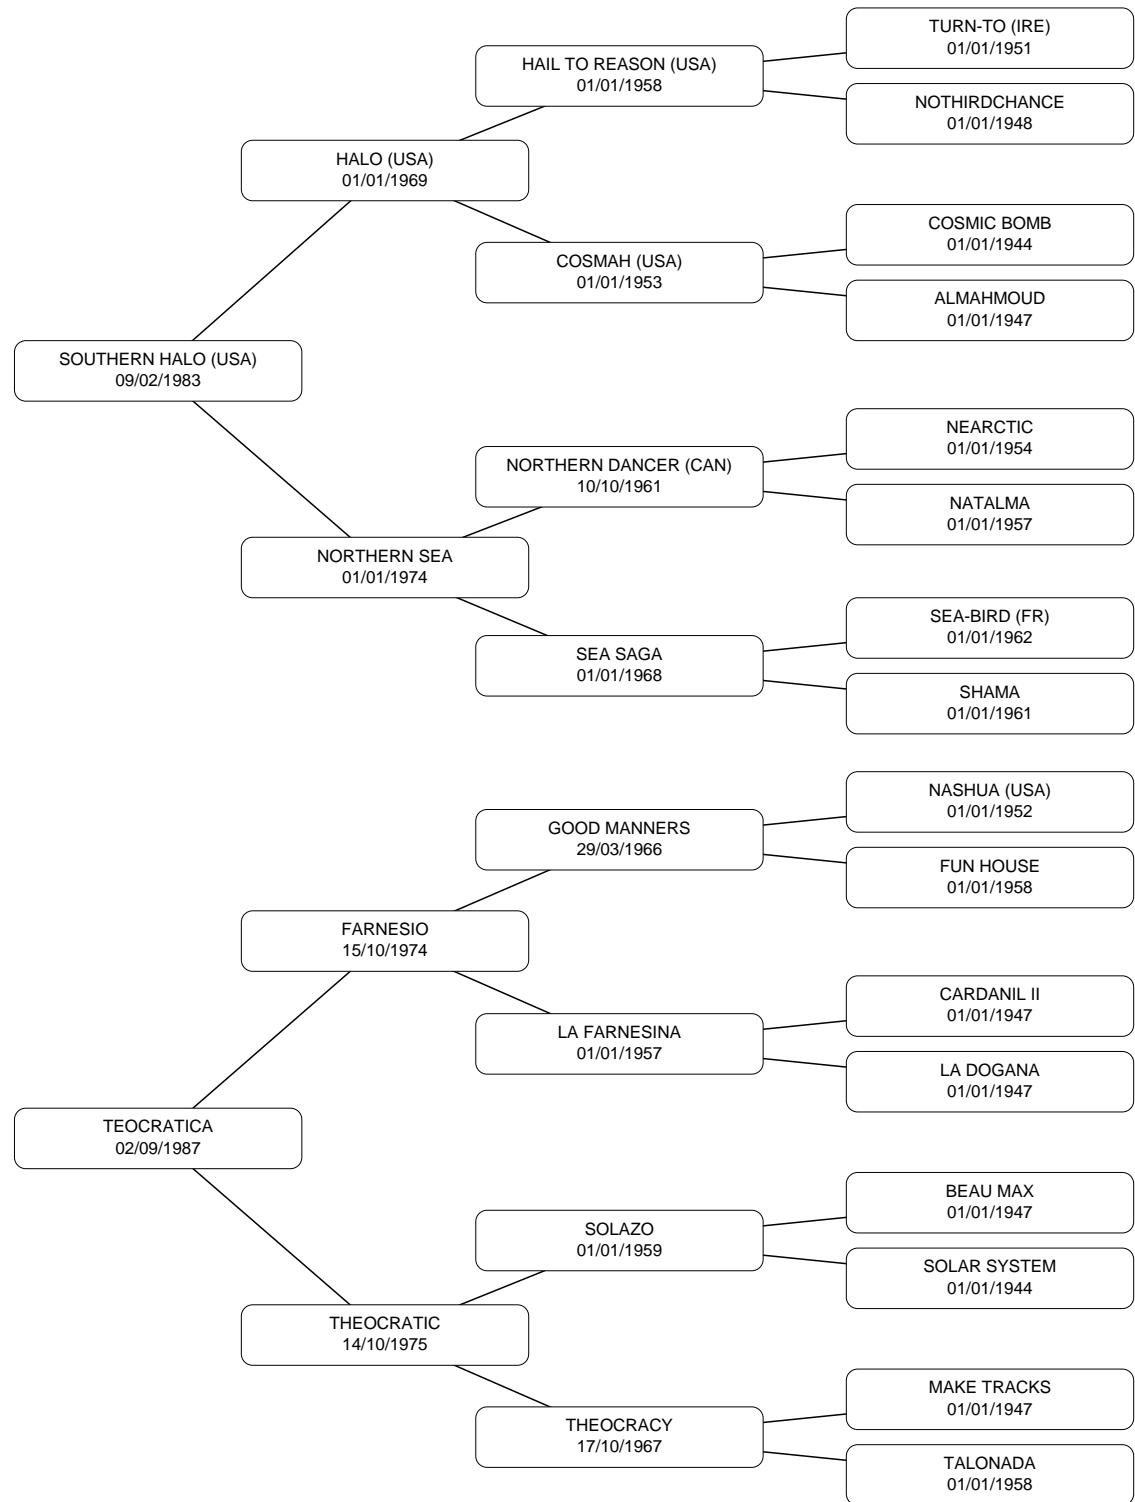 TURN-TO (IRE)
01/01/1951
HAIL TO REASON (USA)
01/01/1958
NOTHIRDCHANCE
01/01/1948
HALO (USA)
01/01/1969
COSMIC BOMB
01/01/1944
COSMAH (USA)
01/01/1953
ALMAHMOUD
01/01/1947
SOUTHERN HALO (USA)
09/02/1983
NEARCTIC
01/01/1954
NORTHERN DANCER (CAN)
10/10/1961
NATALMA
01/01/1957
NORTHERN SEA
01/01/1974
SEA-BIRD (FR)
01/01/1962
SEA SAGA
01/01/1968
SHAMA
01/01/1961
NASHUA (USA)
01/01/1952
GOOD MANNERS
29/03/1966
FUN HOUSE
01/01/1958
FARNESIO
15/10/1974
CARDANIL II
01/01/1947
LA FARNESINA
01/01/1957
LA DOGANA
01/01/1947
TEOCRATICA
02/09/1987
BEAU MAX
01/01/1947
SOLAZO
01/01/1959
SOLAR SYSTEM
01/01/1944
THEOCRATIC
14/10/1975
MAKE TRACKS
01/01/1947
THEOCRACY
17/10/1967
TALONADA
01/01/1958